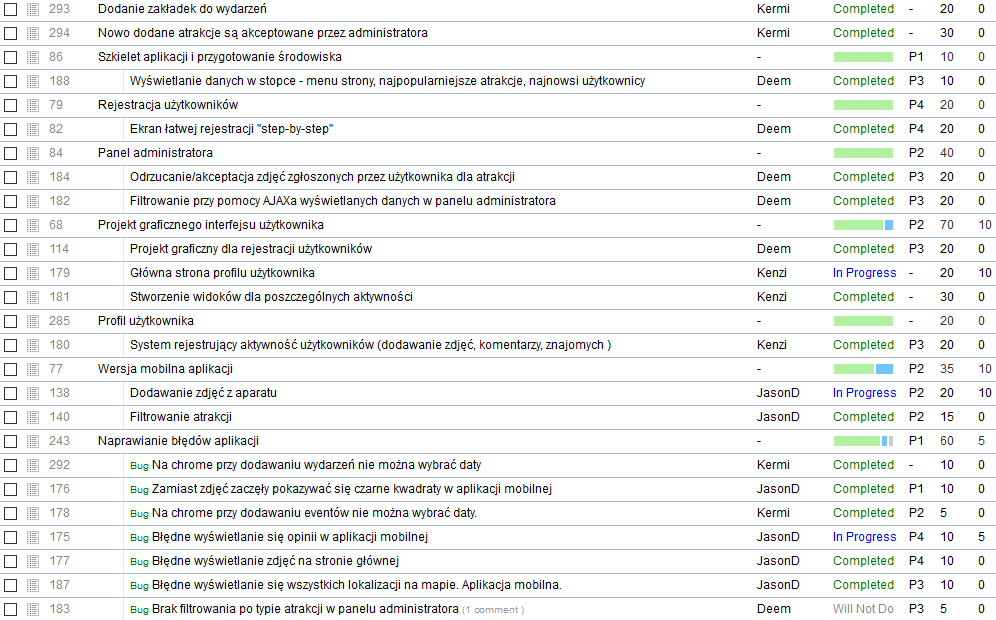 293 Dodanie zakładek do wydarzeń Kermi Completed - 20 0
294 Nowo dodane atrakcje są akceptowane przez administratora Kermi Completed - 30 0
86 Szkielet aplikacji i przygotowanie środowiska - P1 10 0
188 Wyświetlanie danych w stopce - menu strony, najpopularniejsze atrakcje, najnowsi użytkownicy Deem Completed P3 10 0
79 Rejestracja użytkowników - P4 20 0
82 Ekran łatwej rejestracji "step-by-step" Deem Completed P4 20 0
84 Panel administratora - P2 40 0
184 Odrzucanie/akceptacja zdjęć zgłoszonych przez użytkownika dla atrakcji Deem Completed P3 20 0
182 Filtrowanie przy pomocy AJAXa wyświetlanych danych w panelu administratora Deem Completed P3 20 0
68 Projekt graficznego interfejsu użytkownika - P2 70 10
114 Projekt graficzny dla rejestracji użytkowników Deem Completed P3 20 0
179 Główna strona profilu użytkownika Kenzi In Progress - 20 10
181 Stworzenie widoków dla poszczególnych aktywności Kenzi Completed - 30 0
285 Profil użytkownika - - 20 0
180 System rejestrujący aktywność użytkowników (dodawanie zdjęć, komentarzy, znajomych ) Kenzi Completed P3 20 0
77 Wersja mobilna aplikacji - P2 35 10
138 Dodawanie zdjęć z aparatu JasonD In Progress P2 20 10
140 Filtrowanie atrakcji JasonD Completed P2 15 0
243 Naprawianie błędów aplikacji - P1 60 5
292 Bug Na chrome przy dodawaniu wydarzeń nie można wybrać daty Kermi Completed - 10 0
176 Bug Zamiast zdjęć zaczęły pokazywać się czarne kwadraty w aplikacji mobilnej JasonD Completed P1 10 0
178 Bug Na chrome przy dodawaniu eventów nie można wybrać daty. Kermi Completed P2 5 0
175 Bug Błędne wyświetlanie się opinii w aplikacji mobilnej JasonD In Progress P4 10 5
177 Bug Błędne wyświetlanie zdjęć na stronie głównej JasonD Completed P4 10 0
187 Bug Błędne wyświetlanie się wszystkich lokalizacji na mapie. Aplikacja mobilna. JasonD Completed P3 10 0
183 Bug Brak filtrowania po typie atrakcji w panelu administratora (1 comment ) Deem Will Not Do P3 5 0